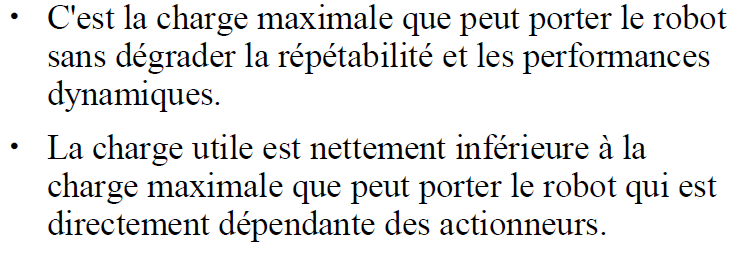 • C'est la charge maximale que peut porter le robot
sans dégrader la répétabilité et les performances
dynamiques.
• La charge utile est nettement inférieure à la
charge maximale que peut porter le robot qui est
directement dépendante des actionneurs.